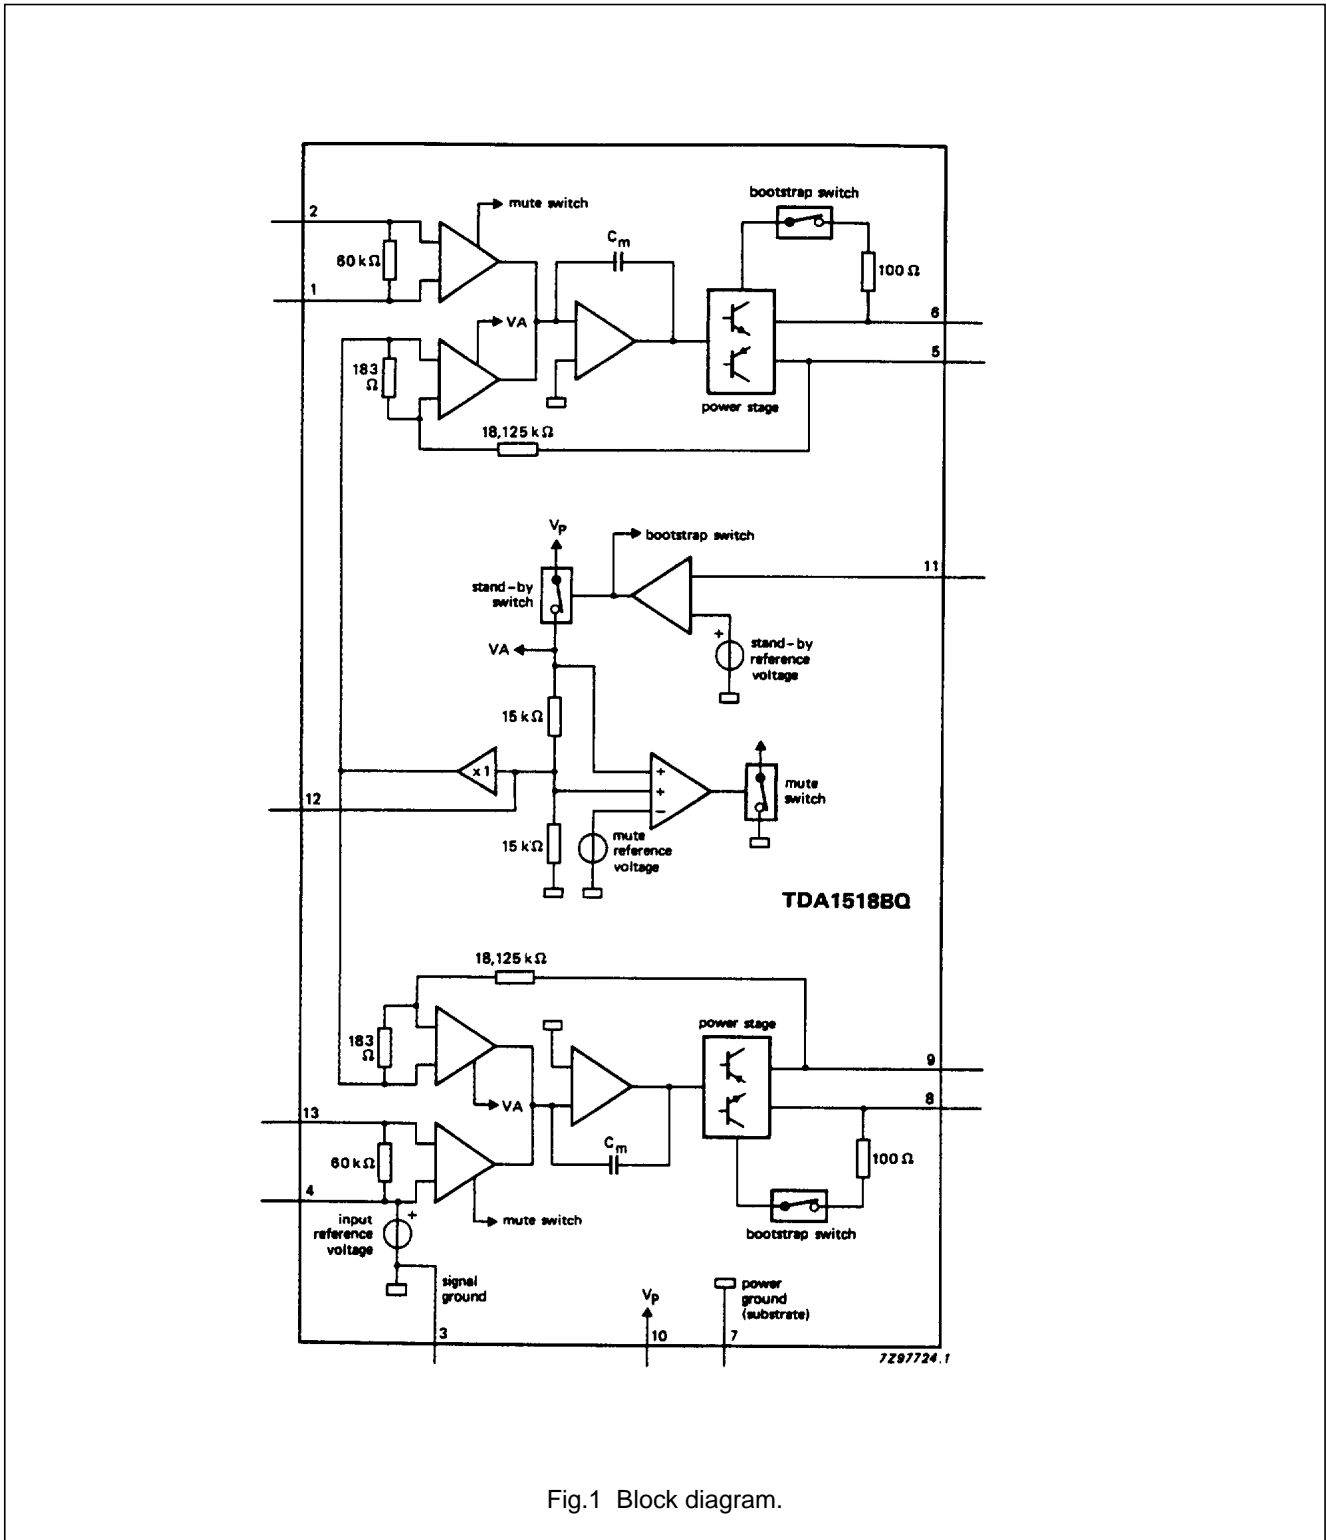 bootstrap switch
2
mute switch
Cm
60 kΩ
100 Ω
1
VA
6
5
183
Ω
power stage
18,125 kΩ
VP
bootstrap switch
11
stand-by
switch
+
VA
stand-by
reference
voltage
15 kΩ
x1
+
+
−
mute
switch
12
15 kΩ
mute
reference
voltage
TDA1518BQ
18,125 kΩ
power stage
183
Ω
9
VA
8
13
Cm
60 kΩ
100 Ω
4
+
input
reference
voltage
mute switch
bootstrap switch
signal
ground
VP
power
ground
(substrate)
3
10
7
7Z97724.1
Fig.1 Block diagram.